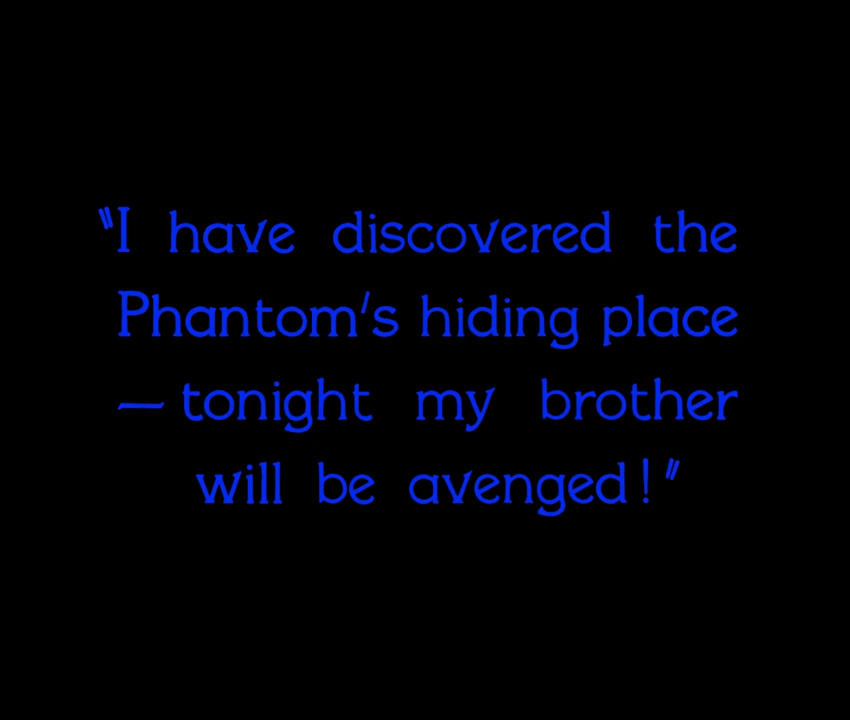 "I have discovered the
Phantom's hiding place
— tonight my brother
will be avenged!"